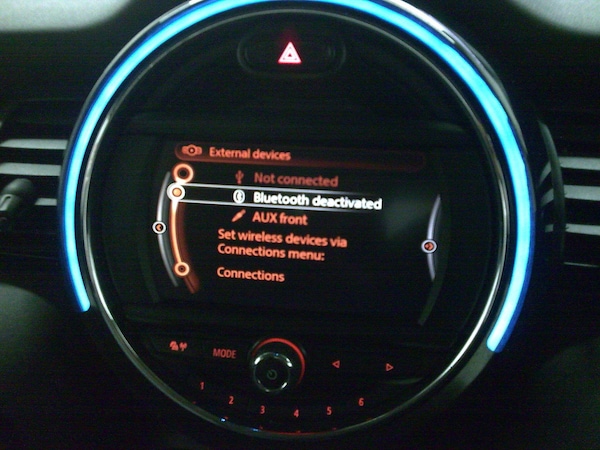 External devices
Not connected
Bluetooth deactivated
AUX front
Set wireless devices via
Connections menu:
Connections
MODE
1 2 3 4 5 6